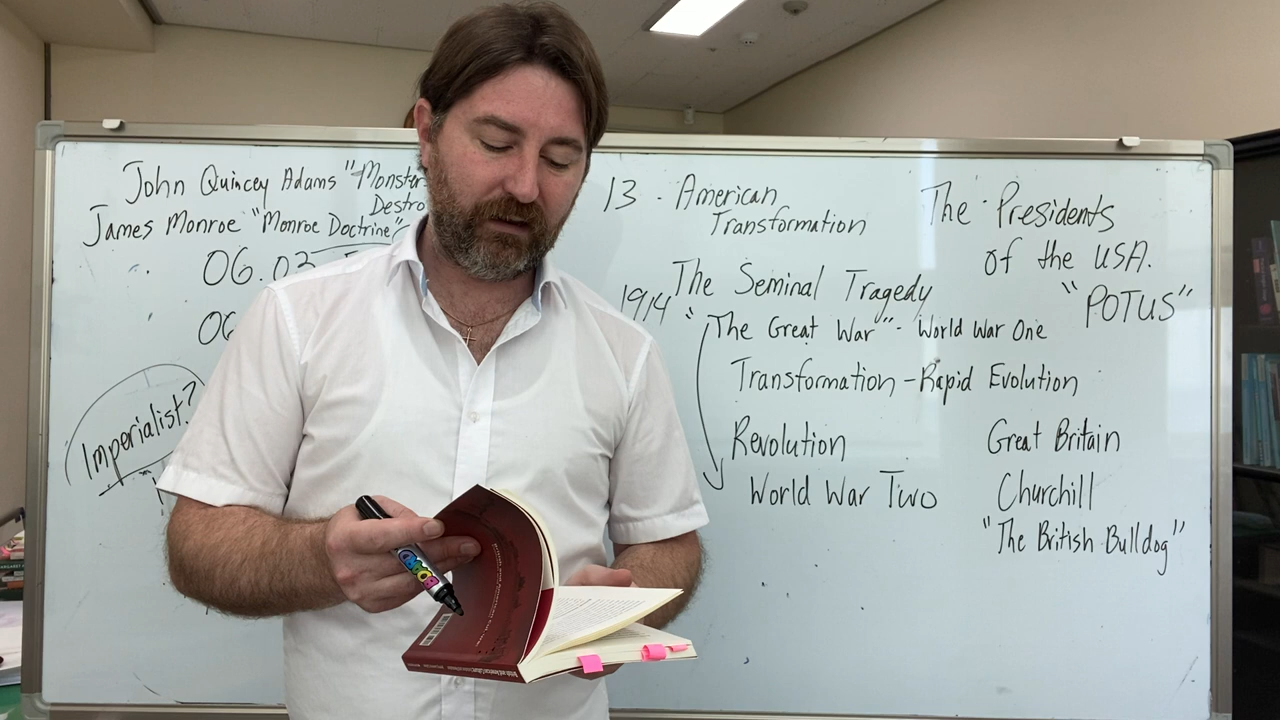 John Quincey Adams "Monster
Destro
James Monroe "Monroe Doctrine"
06.03
06
Imperialist?
13 - American
Transformation
The Seminal Tragedy
1914 "The Great War" - World War One
Transformation - Rapid Evolution
Revolution
World War Two
The Presidents
of the USA.
"POTUS"
Great Britain
Churchill
"The British Bulldog"